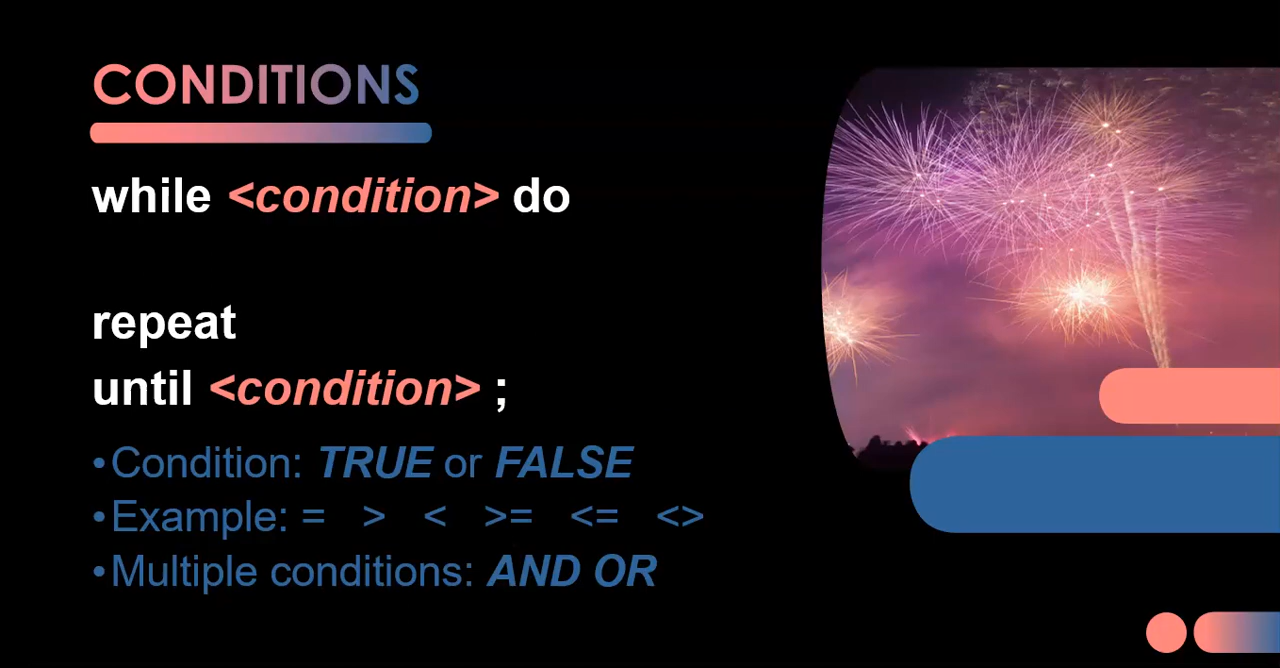 CONDITIONS
while <condition> do
repeat
until <condition> ;
•Condition: TRUE or FALSE
•Example: = > < >= <= <>
•Multiple conditions: AND OR